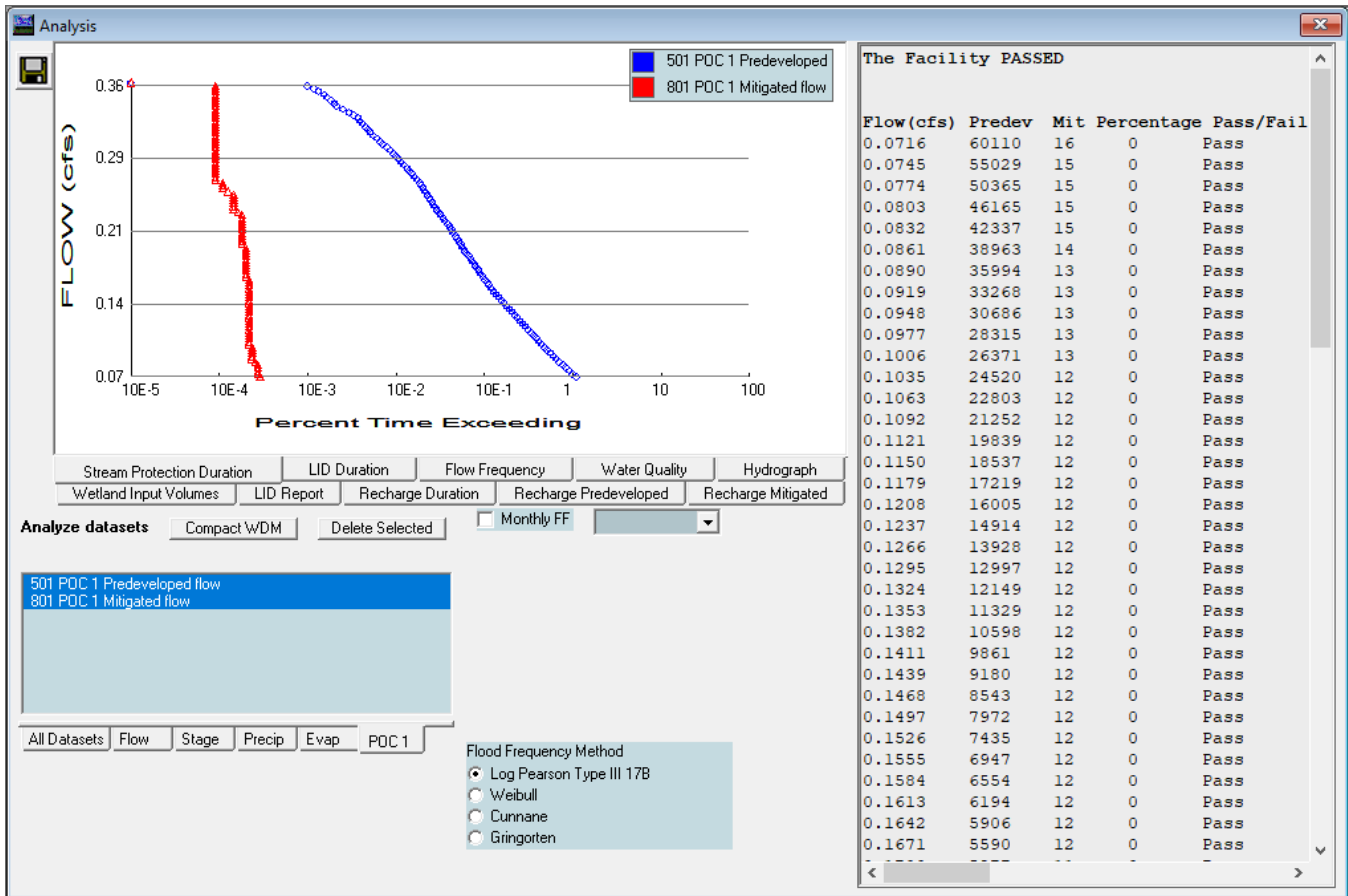 Analysis
501 POC 1 Predeveloped
801 POC 1 Mitigated flow
FLOW (cfs)
0.36
0.29
0.21
0.14
0.07
10E-5 10E-4 10E-3 10E-2 10E-1 1 10 100
Percent Time Exceeding
Stream Protection Duration LID Duration Flow Frequency Water Quality Hydrograph
Wetland Input Volumes LID Report Recharge Duration Recharge Predeveloped Recharge Mitigated
Analyze datasets Compact WDM Delete Selected Monthly FF
501 POC 1 Predeveloped flow
801 POC 1 Mitigated flow
All Datasets Flow Stage Precip Evap POC 1
Flood Frequency Method
Log Pearson Type III 17B
Weibull
Cunnane
Gringorten
The Facility PASSED
Flow(cfs) Predev Mit Percentage Pass/Fail
0.0716 60110 16 0 Pass
0.0745 55029 15 0 Pass
0.0774 50365 15 0 Pass
0.0803 46165 15 0 Pass
0.0832 42337 15 0 Pass
0.0861 38963 14 0 Pass
0.0890 35994 13 0 Pass
0.0919 33268 13 0 Pass
0.0948 30686 13 0 Pass
0.0977 28315 13 0 Pass
0.1006 26371 13 0 Pass
0.1035 24520 12 0 Pass
0.1063 22803 12 0 Pass
0.1092 21252 12 0 Pass
0.1121 19839 12 0 Pass
0.1150 18537 12 0 Pass
0.1179 17219 12 0 Pass
0.1208 16005 12 0 Pass
0.1237 14914 12 0 Pass
0.1266 13928 12 0 Pass
0.1295 12997 12 0 Pass
0.1324 12149 12 0 Pass
0.1353 11329 12 0 Pass
0.1382 10598 12 0 Pass
0.1411 9861 12 0 Pass
0.1439 9180 12 0 Pass
0.1468 8543 12 0 Pass
0.1497 7972 12 0 Pass
0.1526 7435 12 0 Pass
0.1555 6947 12 0 Pass
0.1584 6554 12 0 Pass
0.1613 6194 12 0 Pass
0.1642 5906 12 0 Pass
0.1671 5590 12 0 Pass